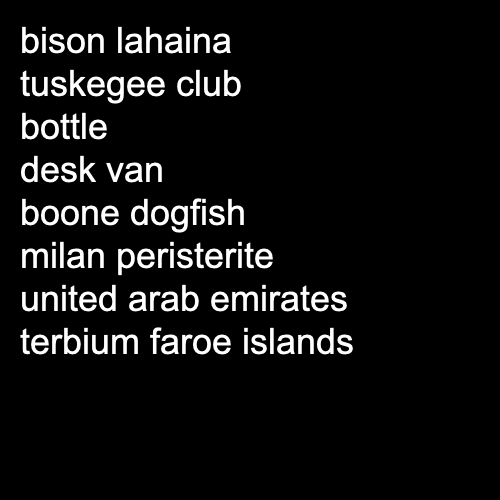 bison lahaina
tuskegee club
bottle
desk van
boone dogfish
milan peristerite
united arab emirates
terbium faroe islands